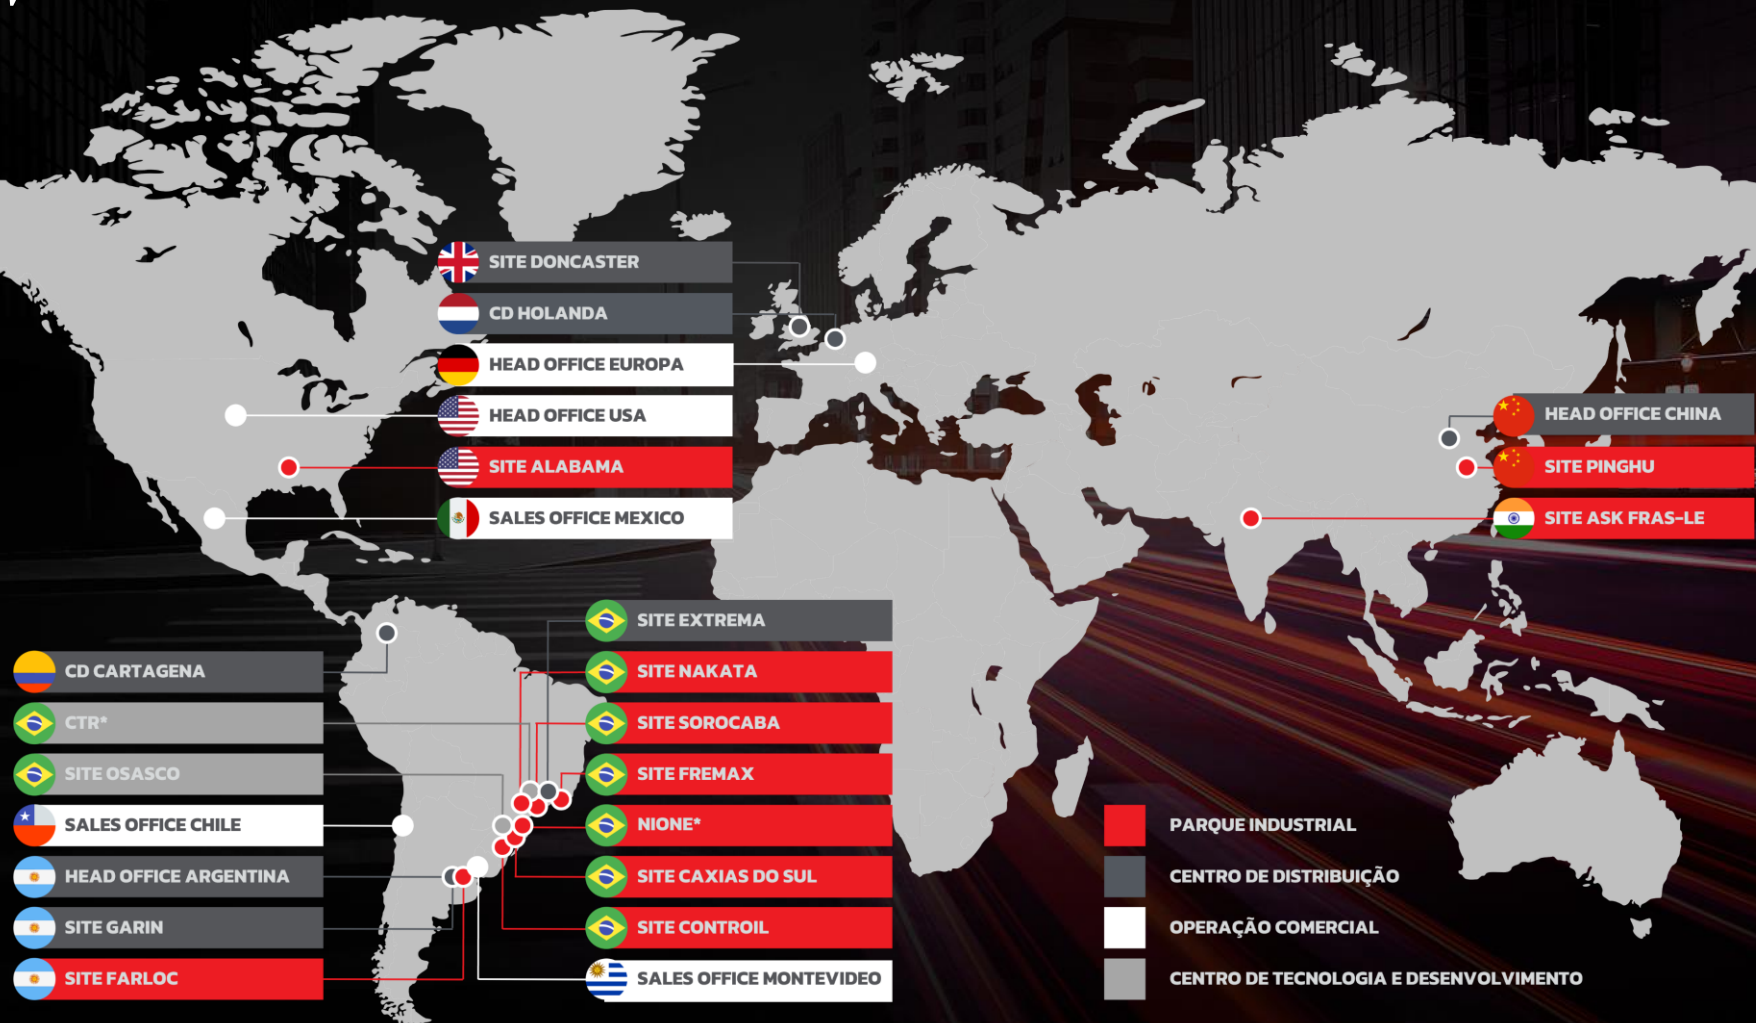 SITE DONCASTER
CD HOLANDA
HEAD OFFICE EUROPA
HEAD OFFICE USA
SITE ALABAMA
SALES OFFICE MEXICO
HEAD OFFICE CHINA
SITE PINGHU
SITE ASK FRAS-LE
CD CARTAGENA
CTR*
SITE OSASCO
SALES OFFICE CHILE
HEAD OFFICE ARGENTINA
SITE GARIN
SITE FARLOC
SITE EXTREMA
SITE NAKATA
SITE SOROCABA
SITE FREMAX
NIONE*
SITE CAXIAS DO SUL
SITE CONTROIL
SALES OFFICE MONTEVIDEO
PARQUE INDUSTRIAL
CENTRO DE DISTRIBUIÇÃO
OPERAÇÃO COMERCIAL
CENTRO DE TECNOLOGIA E DESENVOLVIMENTO